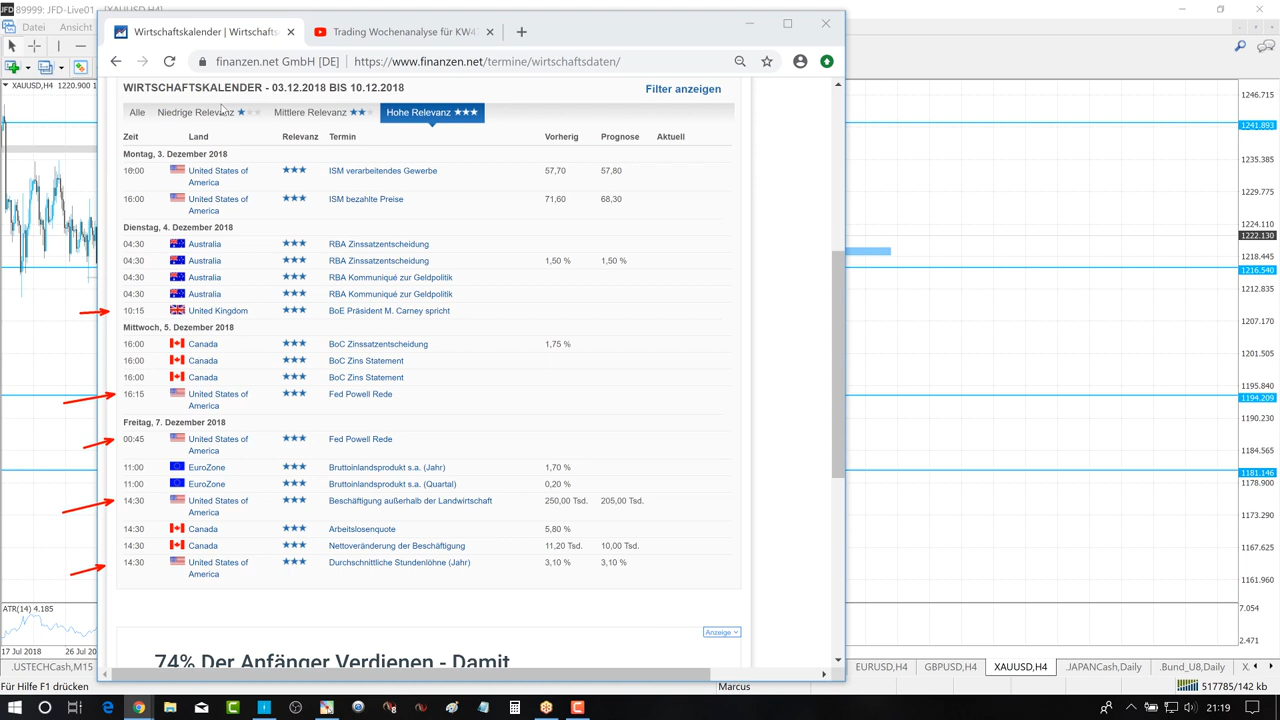 89999: JFD-Live01
Datei Ansicht
XAUUSD,H4 1220.900
Wirtschaftskalender | Wirtschafts
Trading Wochenanalyse für KW4
finanzen.net GmbH [DE] https://www.finanzen.net/termine/wirtschaftsdaten/
WIRTSCHAFTSKALENDER - 03.12.2018 BIS 10.12.2018
Filter anzeigen
Alle Niedrige Relevenz Mittlere Relevanz Hohe Relevanz
Zeit Land Relevanz Termin Vorherig Prognose Aktuell
Montag, 3. Dezember 2018
16:00 United States of America ISM verarbeitendes Gewerbe 57,70 57,80
16:00 United States of America ISM bezahlte Preise 71,60 68,30
Dienstag, 4. Dezember 2018
04:30 Australia RBA Zinssatzentscheidung
04:30 Australia RBA Zinssatzentscheidung 1,50 % 1,50 %
04:30 Australia RBA Kommuniqué zur Geldpolitik
04:30 Australia RBA Kommuniqué zur Geldpolitik
10:15 United Kingdom BoE Präsident M. Carney spricht
Mittwoch, 5. Dezember 2018
16:00 Canada BoC Zinssatzentscheidung 1,75 %
16:00 Canada BoC Zins Statement
16:00 Canada BoC Zins Statement
16:15 United States of America Fed Powell Rede
Freitag, 7. Dezember 2018
00:45 United States of America Fed Powell Rede
11:00 EuroZone Bruttoinlandsprodukt s.a. (Jahr) 1,70 %
11:00 EuroZone Bruttoinlandsprodukt s.a. (Quartal) 0,20 %
14:30 United States of America Beschäftigung außerhalb der Landwirtschaft 250,00 Tsd. 205,00 Tsd.
14:30 Canada Arbeitslosenquote 5,80 %
14:30 Canada Nettoveränderung der Beschäftigung 11,20 Tsd. 10,00 Tsd.
14:30 United States of America Durchschnittliche Stundenlöhne (Jahr) 3,10 % 3,10 %
Anzeige
74% Der Anfänger Verdienen - Damit
1246.715
1241.893
1235.385
1229.775
1224.110
1222.130
1218.445
1216.540
1212.835
1207.170
1201.505
1195.840
1194.209
1190.230
1184.565
1181.146
1178.900
1173.290
1167.625
1161.960
7.054
2.471
ATR(14) 4.185
17 Jul 2018 26 Ju
.USTECHCash,M15
EURUSD,H4 GBPUSD,H4 XAUUSD,H4 .JAPANCash,Daily .Bund_U8,Daily X.
Für Hilfe F1 drücken
Marcus
517785/142 kb
21:19